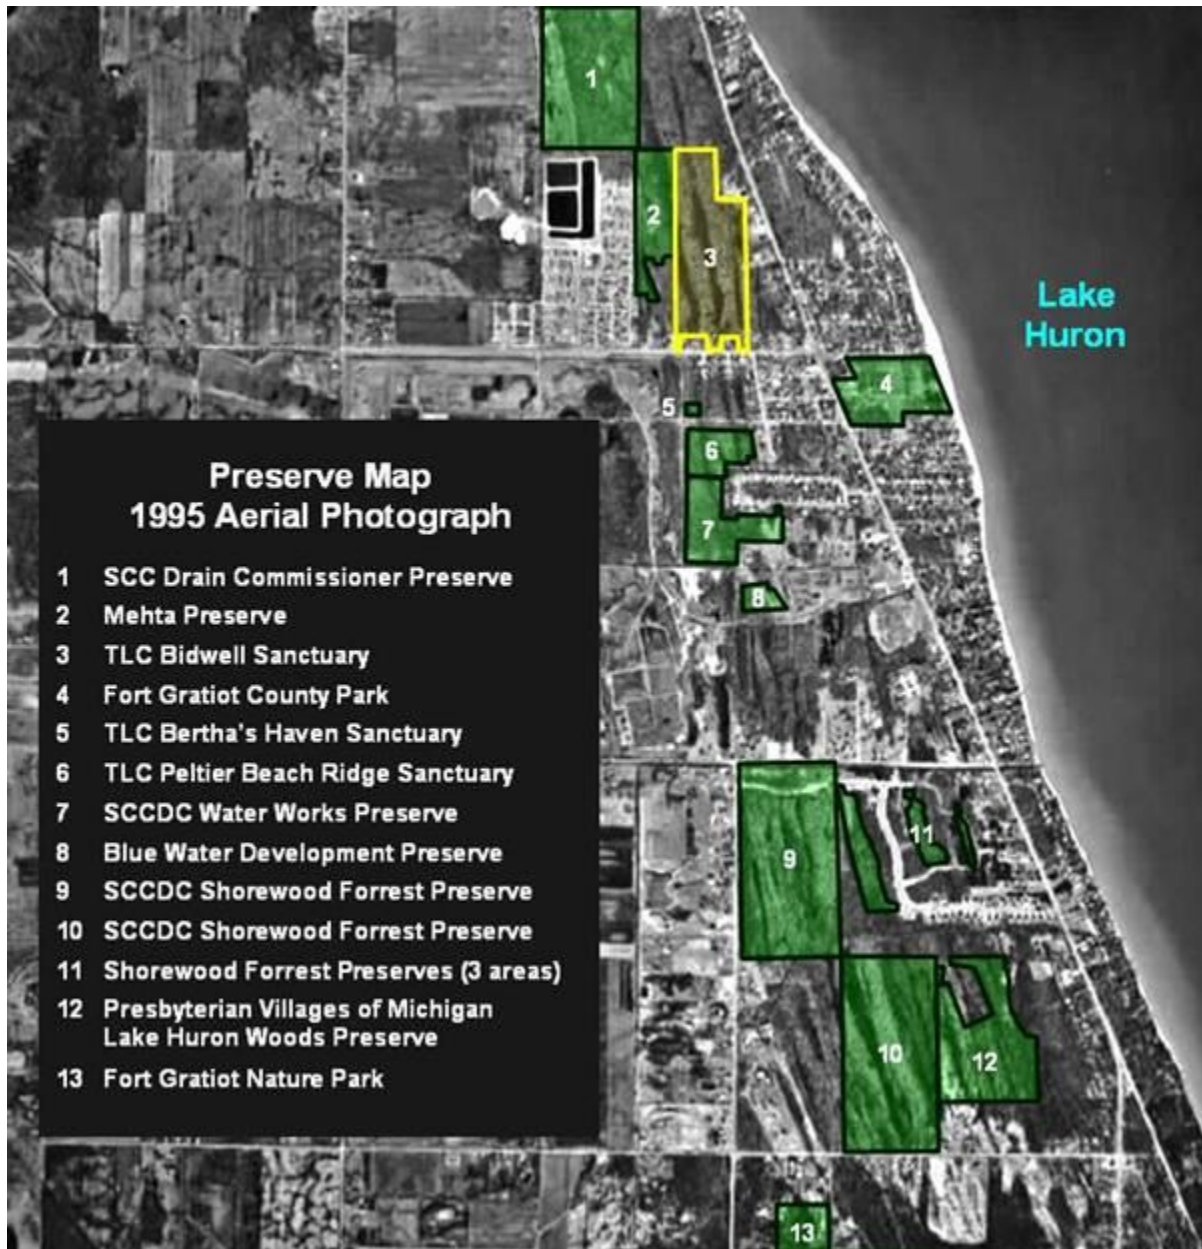 1
2
3
Lake
Huron
4
5
6
7
8
9
11
10
12
13
Preserve Map
1995 Aerial Photograph
1 SCC Drain Commissioner Preserve
2 Mehta Preserve
3 TLC Bidwell Sanctuary
4 Fort Gratiot County Park
5 TLC Bertha's Haven Sanctuary
6 TLC Peltier Beach Ridge Sanctuary
7 SCCDC Water Works Preserve
8 Blue Water Development Preserve
9 SCCDC Shorewood Forrest Preserve
10 SCCDC Shorewood Forrest Preserve
11 Shorewood Forrest Preserves (3 areas)
12 Presbyterian Villages of Michigan
Lake Huron Woods Preserve
13 Fort Gratiot Nature Park